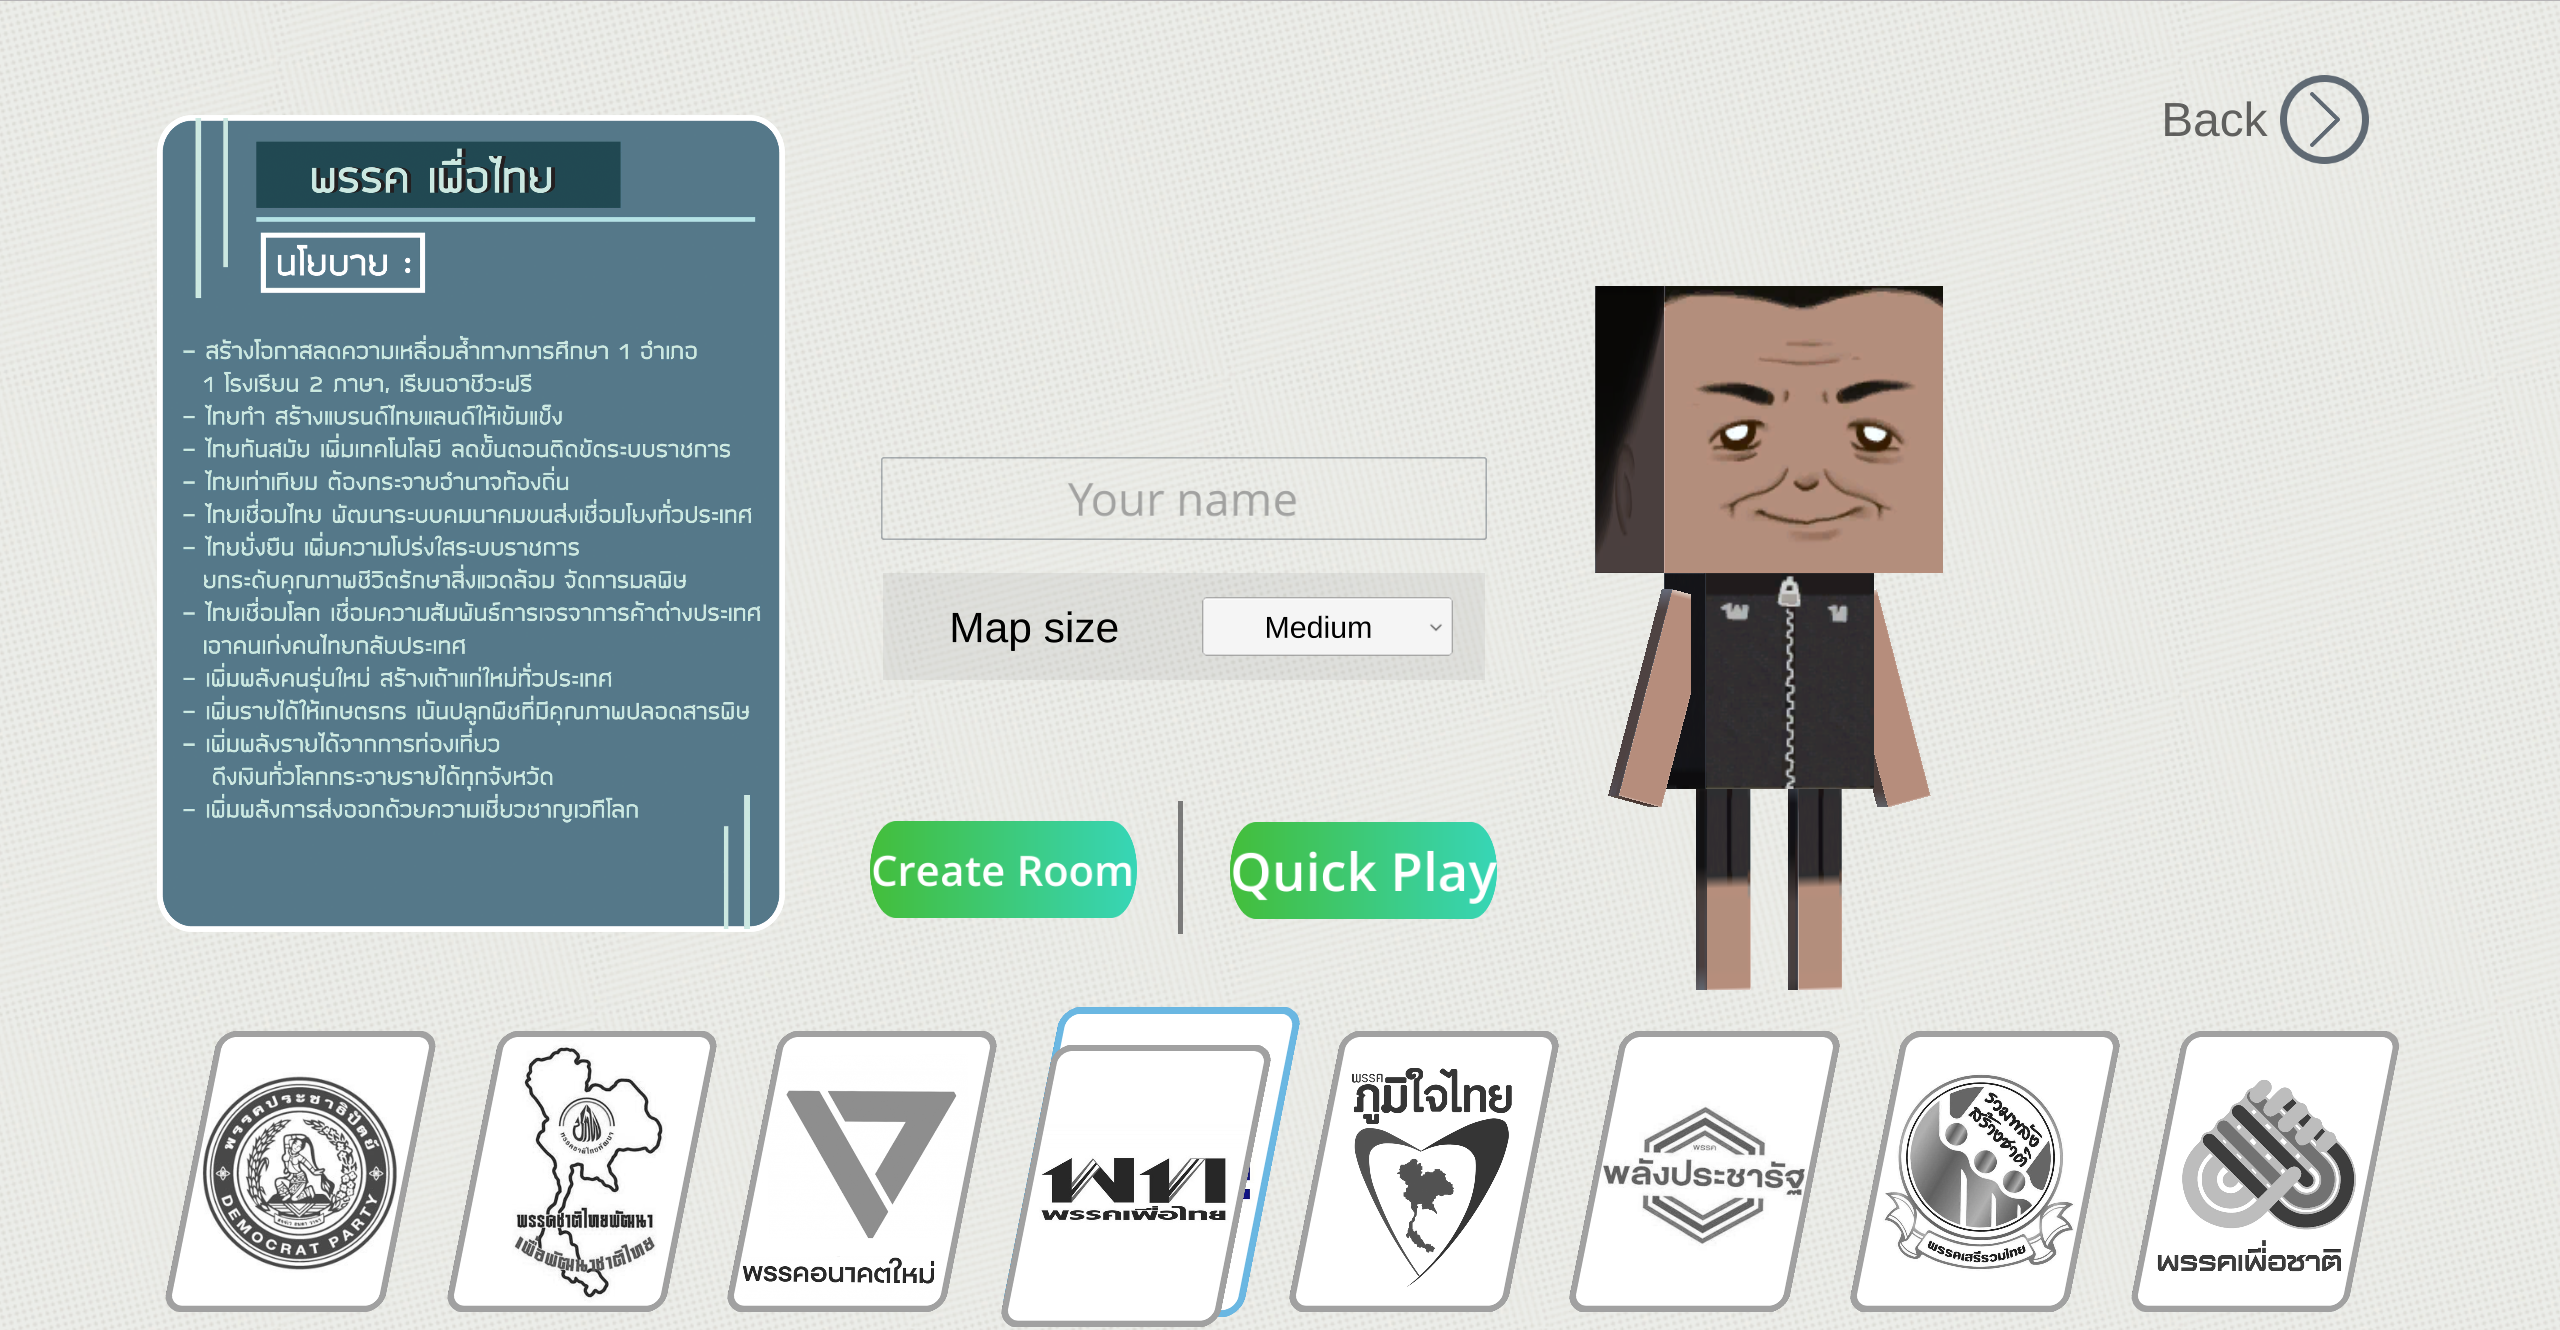 Back
พรรค เพื่อไทย
นโยบาย :
- สร้างโอกาสลดความเหลื่อมล้ำทางการศึกษา 1 อำเภอ
1 โรงเรียน 2 ภาษา, เรียนอาชีวะฟรี
- ไทยทำ สร้างแบรนด์ไทยแลนด์ให้เข้มแข็ง
- ไทยทันสมัย เพิ่มเทคโนโลยี ลดขั้นตอนติดขัดระบบราชการ
- ไทยเท่าเทียม ต้องกระจายอำนาจท้องถิ่น
- ไทยเชื่อมไทย พัฒนาระบบคมนาคมขนส่งเชื่อมโยงทั่วประเทศ
- ไทยยั่งยืน เพิ่มความโปร่งใสระบบราชการ
ยกระดับคุณภาพชีวิตรักษาสิ่งแวดล้อม จัดการมลพิษ
- ไทยเชื่อมโลก เชื่อมความสัมพันธ์การเจรจาการค้าต่างประเทศ
เอาคนเก่งคนไทยกลับประเทศ
- เพิ่มพลังคนรุ่นใหม่ สร้างเถ้าแก่ใหม่ทั่วประเทศ
- เพิ่มรายได้ให้เกษตรกร เน้นปลูกพืชที่มีคุณภาพปลอดสารพิษ
- เพิ่มพลังรายได้จากการท่องเที่ยว
ดึงเงินทั่วโลกกระจายรายได้ทุกจังหวัด
- เพิ่มพลังการส่งออกด้วยความเชี่ยวชาญเวทีโลก
Your name
Map size
Medium
Create Room
Quick Play
พรรคประชาธิปัตย์
DEMOCRAT PARTY
พรรคชาติไทยพัฒนา
เพื่อพัฒนาชาติไทย
พรรคอนาคตใหม่
พท
พรรคเพื่อไทย
พรรค
ภูมิใจไทย
พรรค
พลังประชารัฐ
รวมพลัง
สร้างชาติ
พรรคเสรีรวมไทย
พรรคเพื่อชาติ